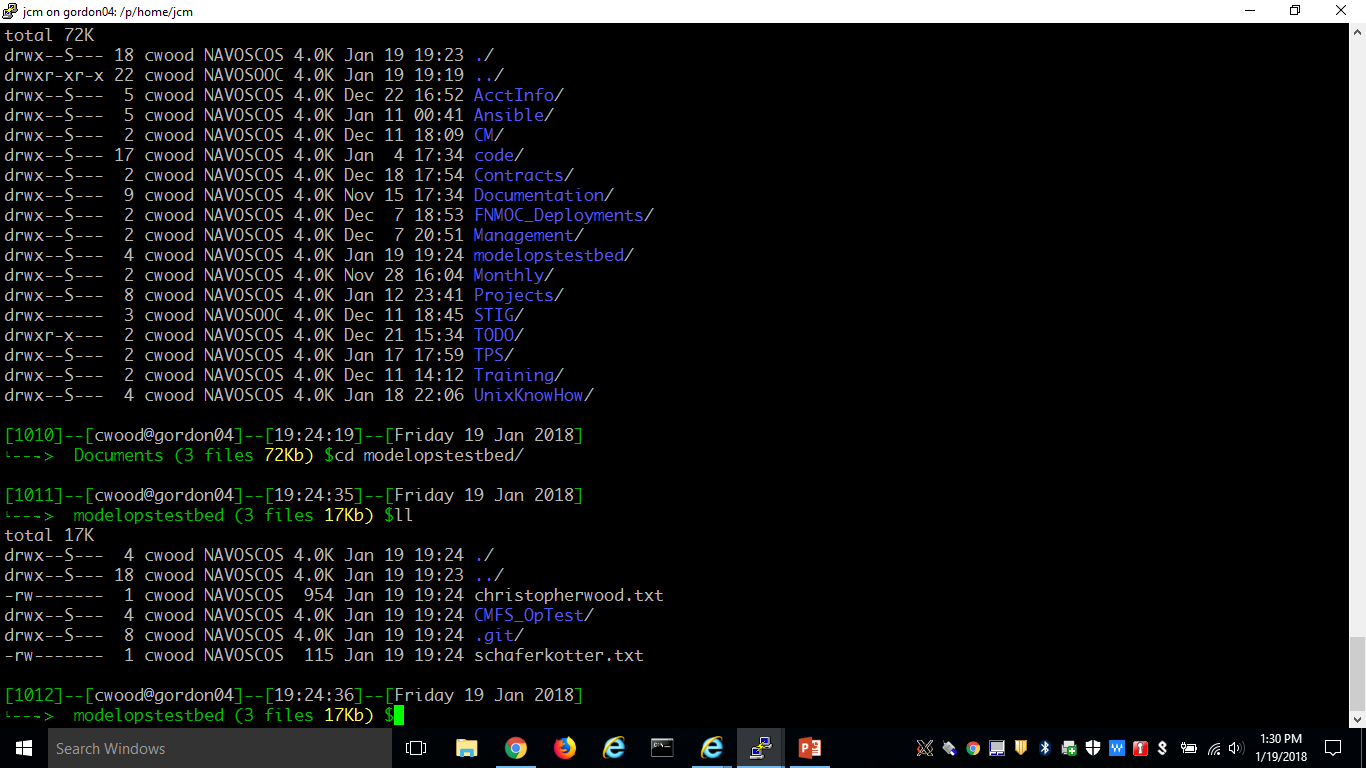 jcm on gordon04: /p/home/jcm
total 72K
drwx--S--- 18 cwood NAVOSCOS 4.0K Jan 19 19:23 ./
drwxr-xr-x 22 cwood NAVOSOOC 4.0K Jan 19 19:19 ../
drwx--S---  5 cwood NAVOSCOS 4.0K Dec 22 16:52 AcctInfo/
drwx--S---  5 cwood NAVOSCOS 4.0K Jan 11 00:41 Ansible/
drwx--S---  2 cwood NAVOSCOS 4.0K Dec 11 18:09 CM/
drwx--S--- 17 cwood NAVOSCOS 4.0K Jan  4 17:34 code/
drwx--S---  2 cwood NAVOSCOS 4.0K Dec 18 17:54 Contracts/
drwx--S---  9 cwood NAVOSCOS 4.0K Nov 15 17:34 Documentation/
drwx--S---  2 cwood NAVOSCOS 4.0K Dec  7 18:53 FNMOC_Deployments/
drwx--S---  2 cwood NAVOSCOS 4.0K Dec  7 20:51 Management/
drwx--S---  4 cwood NAVOSCOS 4.0K Jan 19 19:24 modelopstestbed/
drwx--S---  2 cwood NAVOSCOS 4.0K Nov 28 16:04 Monthly/
drwx--S---  8 cwood NAVOSCOS 4.0K Jan 12 23:41 Projects/
drwx------  3 cwood NAVOSOOC 4.0K Dec 11 18:45 STIG/
drwxr-x---  2 cwood NAVOSCOS 4.0K Dec 21 15:34 TODO/
drwx--S---  2 cwood NAVOSCOS 4.0K Jan 17 17:59 TPS/
drwx--S---  2 cwood NAVOSCOS 4.0K Dec 11 14:12 Training/
drwx--S---  4 cwood NAVOSCOS 4.0K Jan 18 22:06 UnixKnowHow/
[1010]--[cwood@gordon04]--[19:24:19]--[Friday 19 Jan 2018]
└---> Documents (3 files 72Kb) $cd modelopstestbed/
[1011]--[cwood@gordon04]--[19:24:35]--[Friday 19 Jan 2018]
└---> modelopstestbed (3 files 17Kb) $ll
total 17K
drwx--S---  4 cwood NAVOSCOS 4.0K Jan 19 19:24 ./
drwx--S--- 18 cwood NAVOSCOS 4.0K Jan 19 19:23 ../
-rw-------  1 cwood NAVOSCOS  954 Jan 19 19:24 christopherwood.txt
drwx--S---  4 cwood NAVOSCOS 4.0K Jan 19 19:24 CMFS_OpTest/
drwx--S---  8 cwood NAVOSCOS 4.0K Jan 19 19:24 .git/
-rw-------  1 cwood NAVOSCOS  115 Jan 19 19:24 schaferkotter.txt
[1012]--[cwood@gordon04]--[19:24:36]--[Friday 19 Jan 2018]
└---> modelopstestbed (3 files 17Kb) $
Search Windows
1:30 PM
1/19/2018